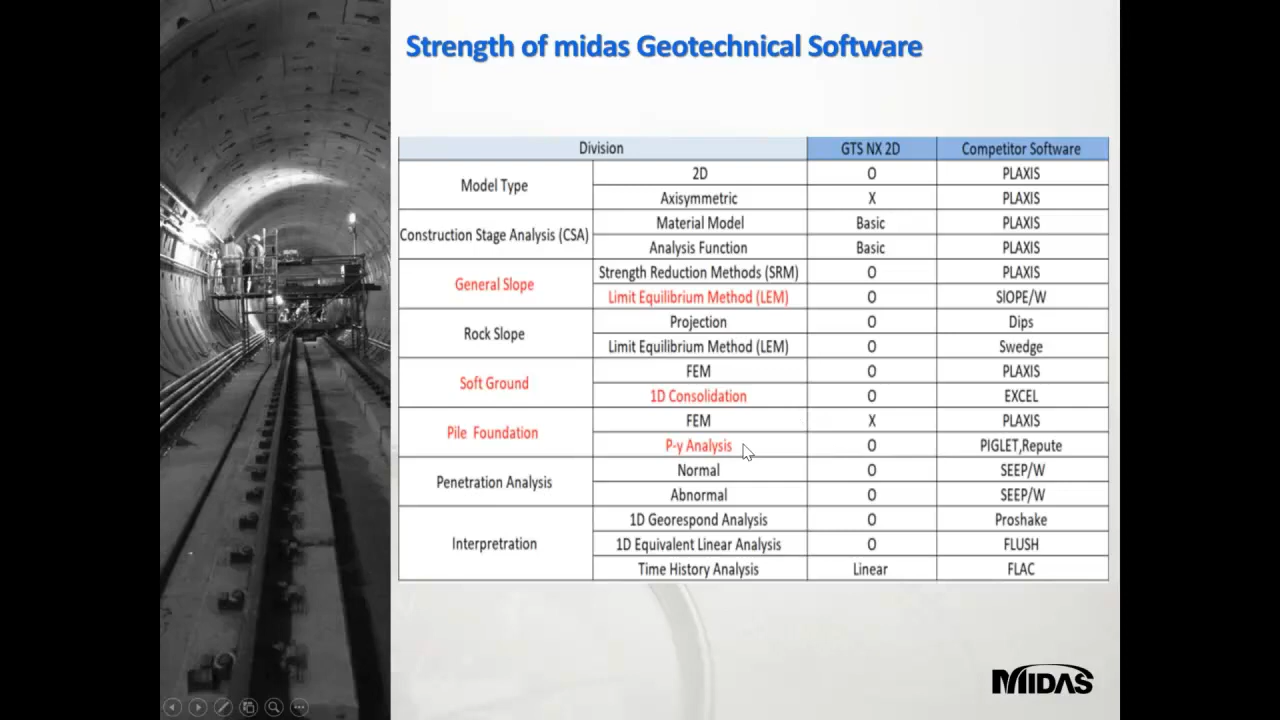 Strength of midas Geotechnical Software
Division GTS NX 2D Competitor Software
Model Type 2D O PLAXIS
Axisymmetric X PLAXIS
Construction Stage Analysis (CSA) Material Model Basic PLAXIS
Analysis Function Basic PLAXIS
General Slope Strength Reduction Methods (SRM) O PLAXIS
Limit Equilibrium Method (LEM) O SlOPE/W
Rock Slope Projection O Dips
Limit Equilibrium Method (LEM) O Swedge
Soft Ground FEM O PLAXIS
1D Consolidation O EXCEL
Pile Foundation FEM X PLAXIS
P-y Analysis O PIGLET,Repute
Penetration Analysis Normal O SEEP/W
Abnormal O SEEP/W
Interpretration 1D Georespond Analysis O Proshake
1D Equivalent Linear Analysis O FLUSH
Time History Analysis Linear FLAC
MIDAS